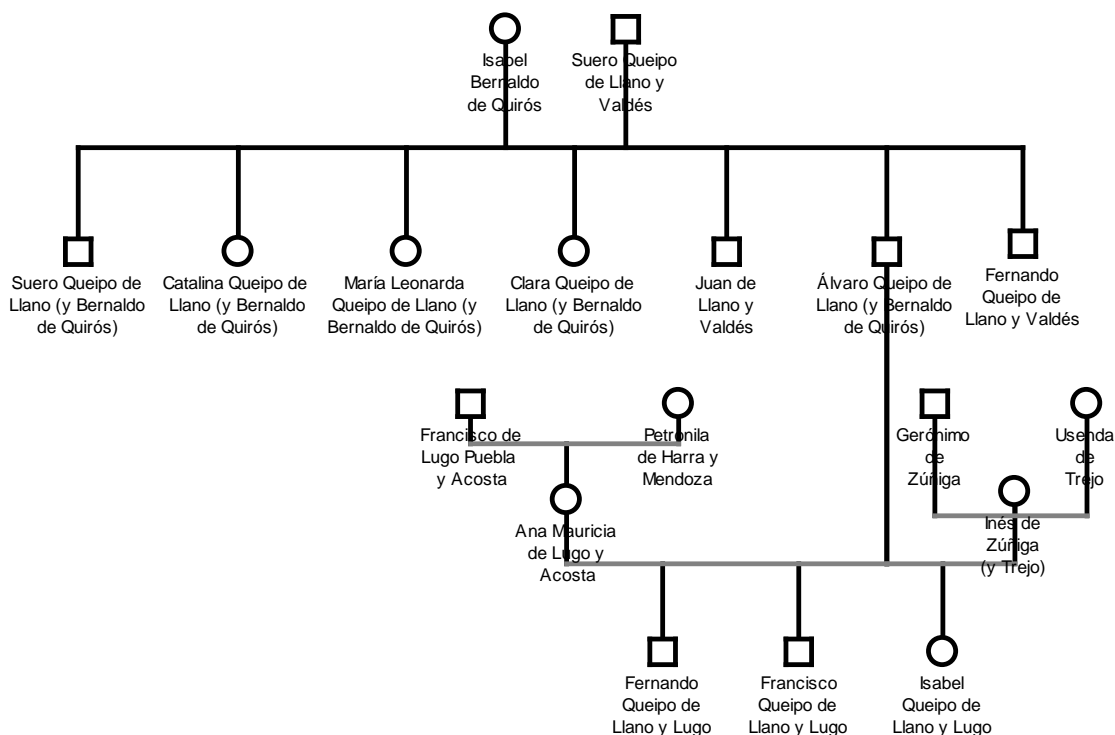 Isabel
Bernaldo
de Quirós
Suero Queipo
de Llano y
Valdés
Suero Queipo de
Llano (y Bernaldo
de Quirós)
Catalina Queipo de
Llano (y Bernaldo
de Quirós)
María Leonarda
Queipo de Llano (y
Bernaldo de Quirós)
Clara Queipo de
Llano (y Bernaldo
de Quirós)
Juan de
Llano y
Valdés
Álvaro Queipo de
Llano (y Bernaldo
de Quirós)
Fernando
Queipo de
Llano y Valdés
Francisco de
Lugo Puebla
y Acosta
Petronila
de Harra y
Mendoza
Gerónimo
de
Zúñiga
Usenda
de
Trejo
Ana Mauricia
de Lugo y
Acosta
Inés de
Zúñiga
(y Trejo)
Fernando
Queipo de
Llano y Lugo
Francisco
Queipo de
Llano y Lugo
Isabel
Queipo de
Llano y Lugo